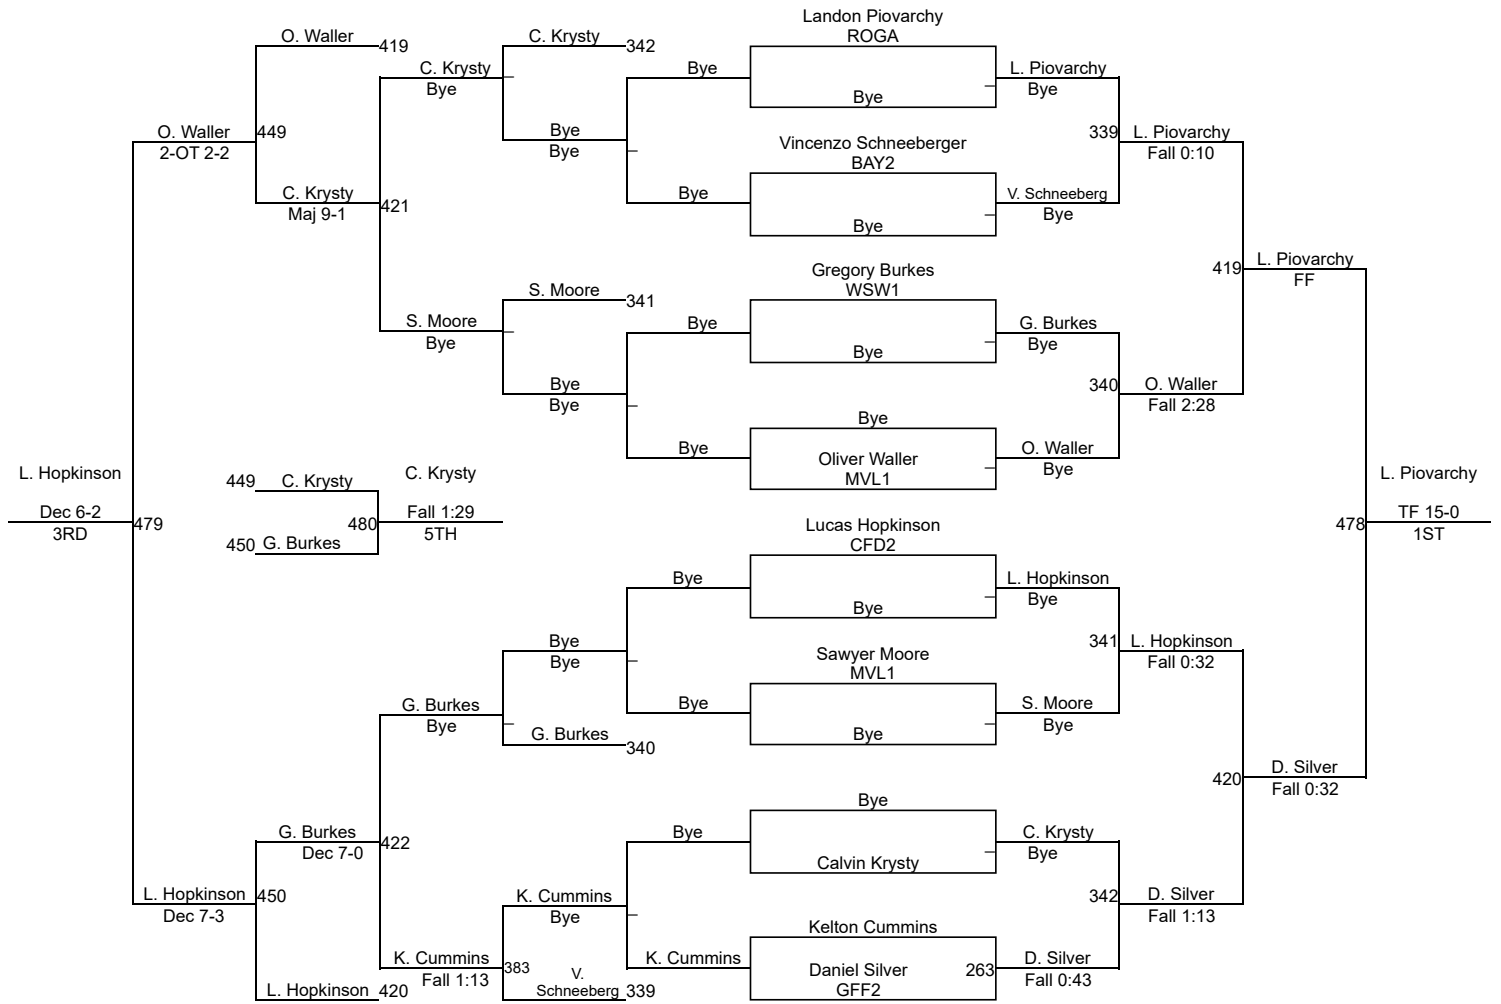 Landon Piovarchy
ROGA
O. Waller
419
C. Krysty
342
C. Krysty
Bye
Bye
L. Piovarchy
Bye
Bye
O. Waller
449
2-OT 2-2
Bye
Bye
Vincenzo Schneeberger
BAY2
339
L. Piovarchy
Fall 0:10
C. Krysty
Maj 9-1
421
Bye
V. Schneeberg
Bye
Bye
Gregory Burkes
WSW1
419
L. Piovarchy
FF
S. Moore
341
S. Moore
Bye
Bye
G. Burkes
Bye
Bye
Bye
Bye
340
O. Waller
Fall 2:28
Bye
Bye
Oliver Waller
MVL1
O. Waller
Bye
L. Hopkinson
Dec 6-2
3RD
479
449
C. Krysty
450
G. Burkes
480
C. Krysty
Fall 1:29
5TH
L. Piovarchy
478
TF 15-0
1ST
Lucas Hopkinson
CFD2
Bye
Bye
L. Hopkinson
Bye
Bye
Bye
Sawyer Moore
MVL1
341
L. Hopkinson
Fall 0:32
G. Burkes
Bye
Bye
Bye
S. Moore
Bye
G. Burkes
340
420
D. Silver
Fall 0:32
Bye
G. Burkes
Dec 7-0
422
Bye
Calvin Krysty
C. Krysty
Bye
L. Hopkinson
450
Dec 7-3
K. Cummins
Bye
342
D. Silver
Fall 1:13
Kelton Cummins
K. Cummins
Fall 1:13
383
K. Cummins
Daniel Silver
GFF2
263
D. Silver
Fall 0:43
L. Hopkinson
420
V.
Schneeberg
339